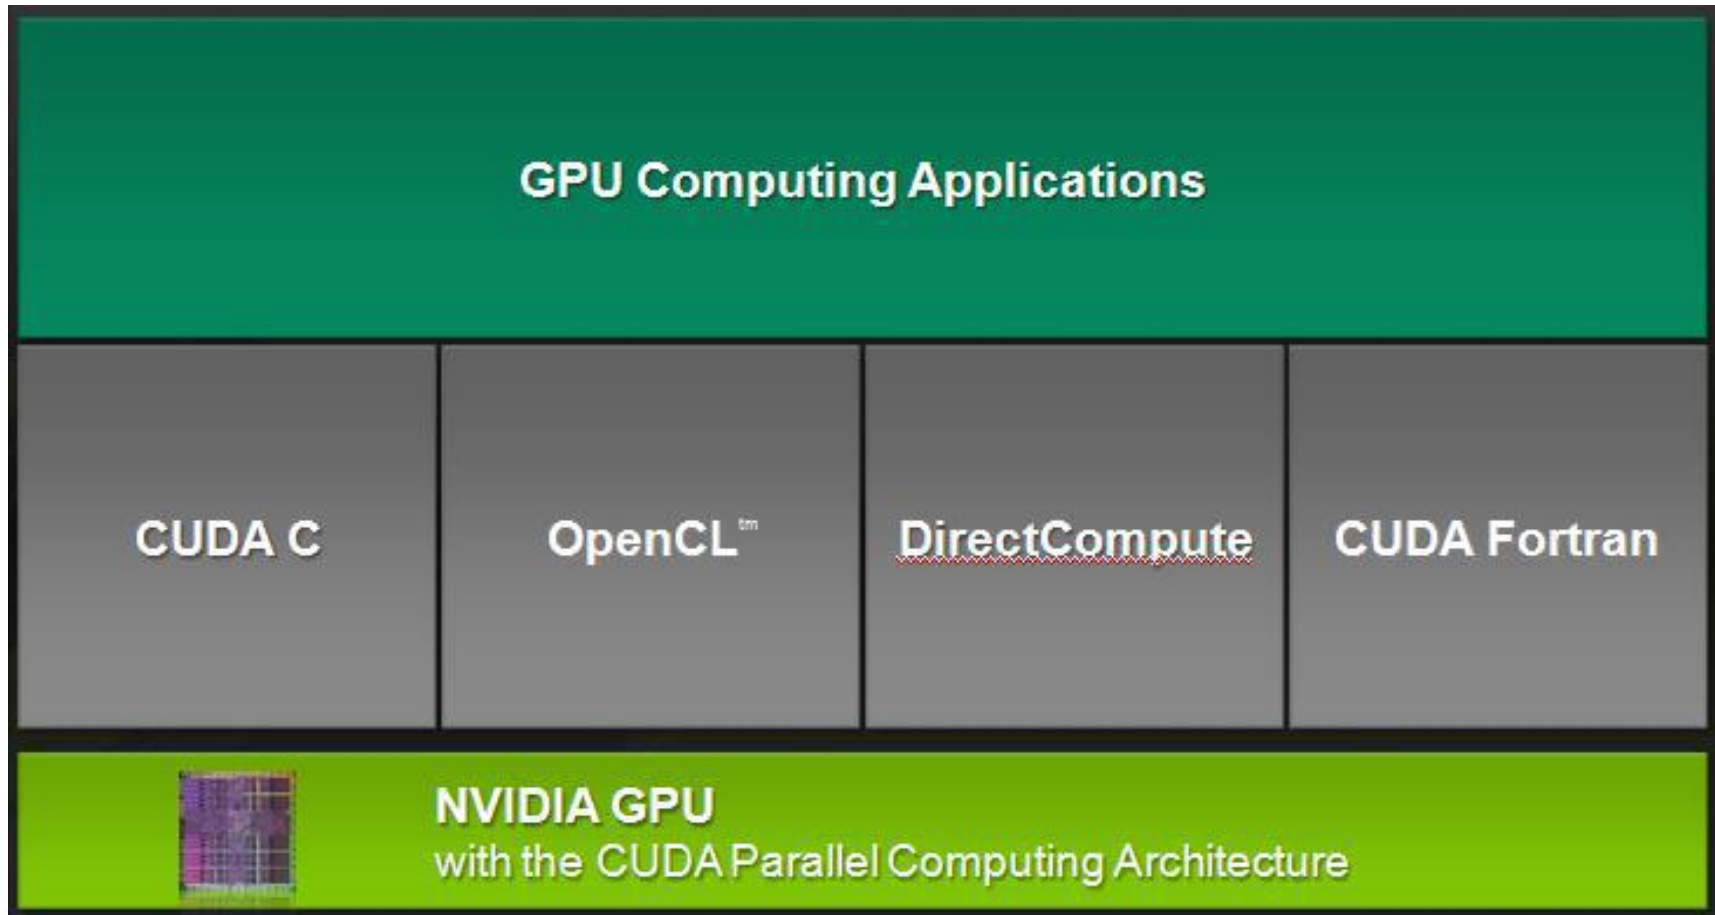 GPU Computing Applications
CUDA C
OpenCL™
DirectCompute
CUDA Fortran
NVIDIA GPU
with the CUDA Parallel Computing Architecture